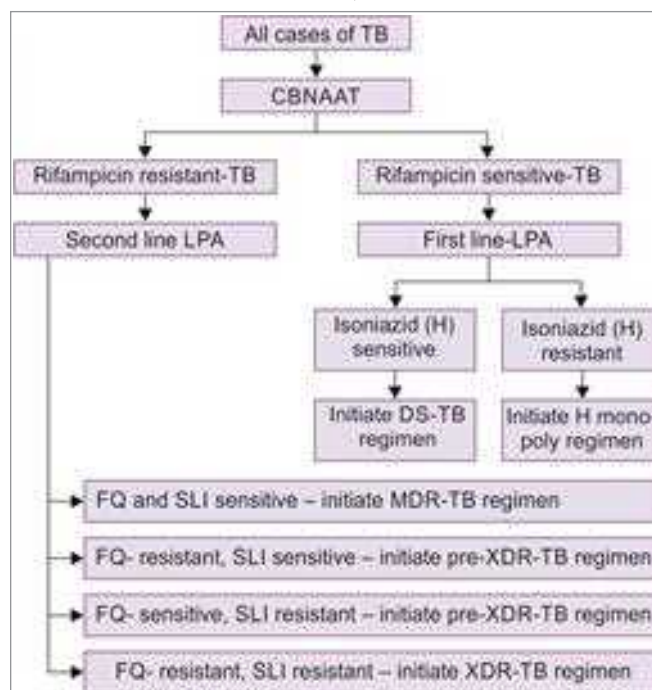 All cases of TB
CBNAAT
Rifampicin resistant-TB
Rifampicin sensitive-TB
Second line LPA
First line-LPA
Isoniazid (H)
sensitive
Isoniazid (H)
resistant
Initiate DS-TB
regimen
Initiate H mono
poly regimen
FQ and SLI sensitive – initiate MDR-TB regimen
FQ- resistant, SLI sensitive – initiate pre-XDR-TB regimen
FQ- sensitive, SLI resistant – initiate pre-XDR-TB regimen
FQ- resistant, SLI resistant – initiate XDR-TB regimen